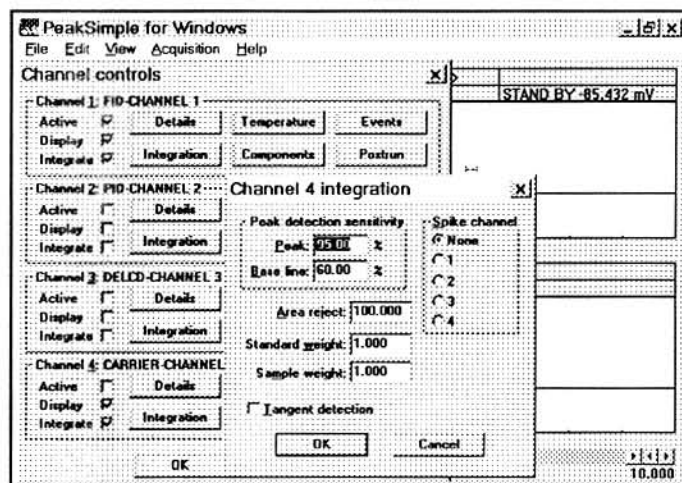 PeakSimple for Windows
File Edit View Acquisition Help
Channel controls
STAND BY -85.432 mV
Channel 1: FID-CHANNEL 1
Active Details Temperature Events
Display
Integrate Integration Components Postrun
Channel 2: PID-CHANNEL 2
Active Details
Display
Integrate Integration
Channel 3: DELCD-CHANNEL 3
Active Details
Display
Integrate Integration
Channel 4: CARRIER-CHANNEL
Active Details
Display
Integrate Integration
OK
Channel 4 integration
Peak detection sensitivity
Peak: 95.00 %
Base line: 60.00 %
Spike channel
None
1
2
3
4
Area reject: 100.000
Standard weight: 1.000
Sample weight: 1.000
Tangent detection
OK Cancel
10.000